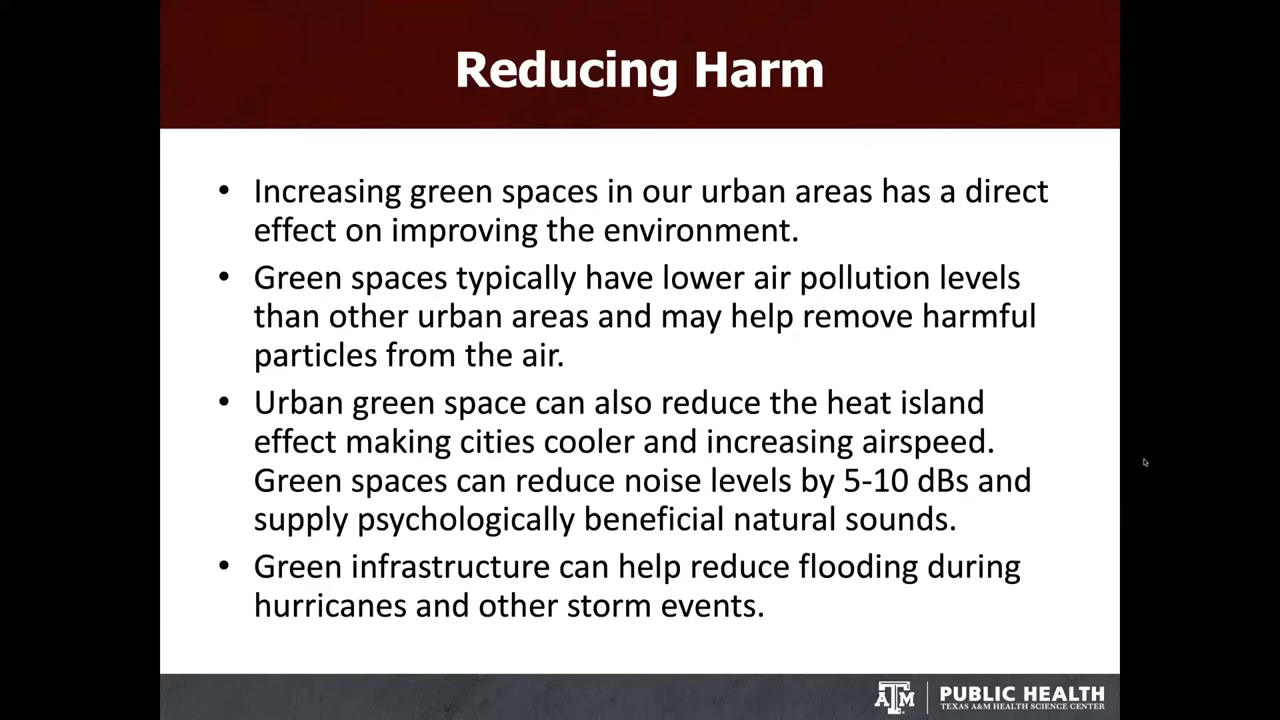 Reducing Harm
• Increasing green spaces in our urban areas has a direct
effect on improving the environment.
• Green spaces typically have lower air pollution levels
than other urban areas and may help remove harmful
particles from the air.
• Urban green space can also reduce the heat island
effect making cities cooler and increasing airspeed.
Green spaces can reduce noise levels by 5-10 dBs and
supply psychologically beneficial natural sounds.
• Green infrastructure can help reduce flooding during
hurricanes and other storm events.
ATM
PUBLIC HEALTH
TEXAS A&M HEALTH SCIENCE CENTER